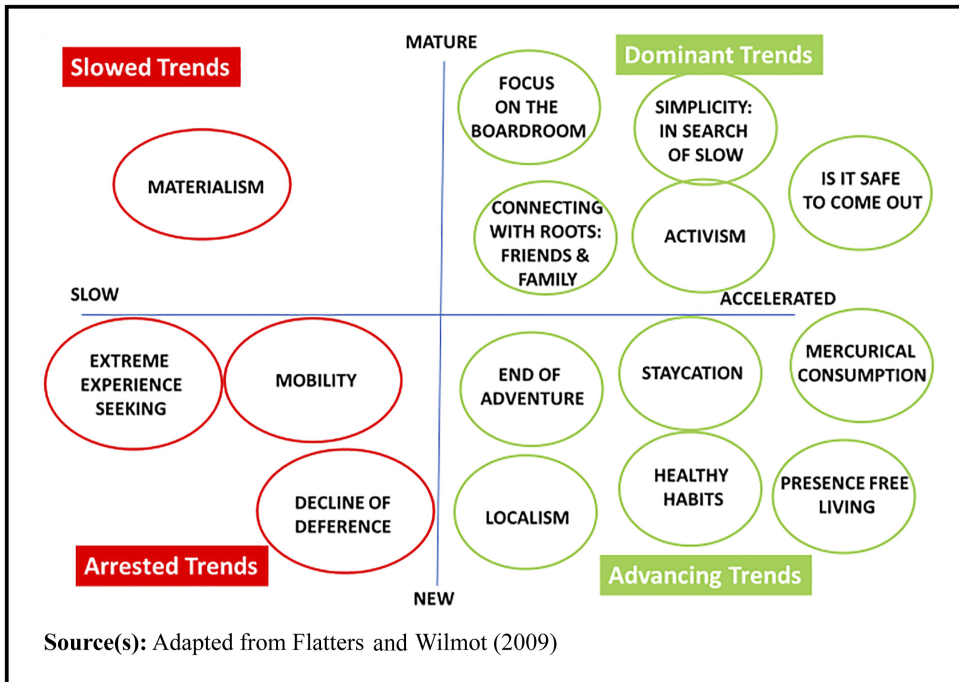 Slowed Trends
MATURE
Dominant Trends
FOCUS
ON THE
BOARDROOM
SIMPLICITY:
IN SEARCH
OF SLOW
IS IT SAFE
TO COME OUT
MATERIALISM
CONNECTING
WITH ROOTS:
FRIENDS &
FAMILY
ACTIVISM
SLOW
ACCELERATED
EXTREME
EXPERIENCE
SEEKING
MOBILITY
END OF
ADVENTURE
STAYCATION
MERCURICAL
CONSUMPTION
DECLINE OF
DEFERENCE
LOCALISM
HEALTHY
HABITS
PRESENCE FREE
LIVING
Arrested Trends
NEW
Advancing Trends
Source(s): Adapted from Flatters and Wilmot (2009)